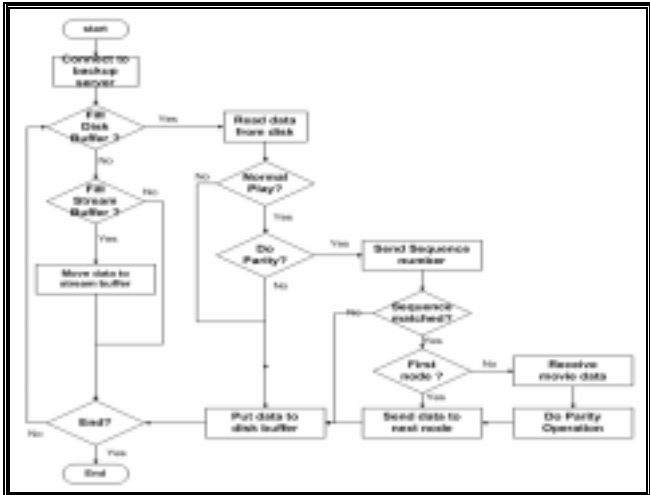 start
Connect to
backup
server
Fill
Disk
Buffer ?
Yes
Read data
from disk
No
Normal
Play?
No
Fill
Stream
Buffer ?
No
Yes
Yes
Do
Parity?
Yes
Send Sequence
number
Move data to
stream buffer
No
Sequence
matched?
No
Yes
First
node ?
No
Receive
movie data
Yes
End?
Put data to
disk buffer
Send data to
next node
Do Parity
Operation
No
Yes
End